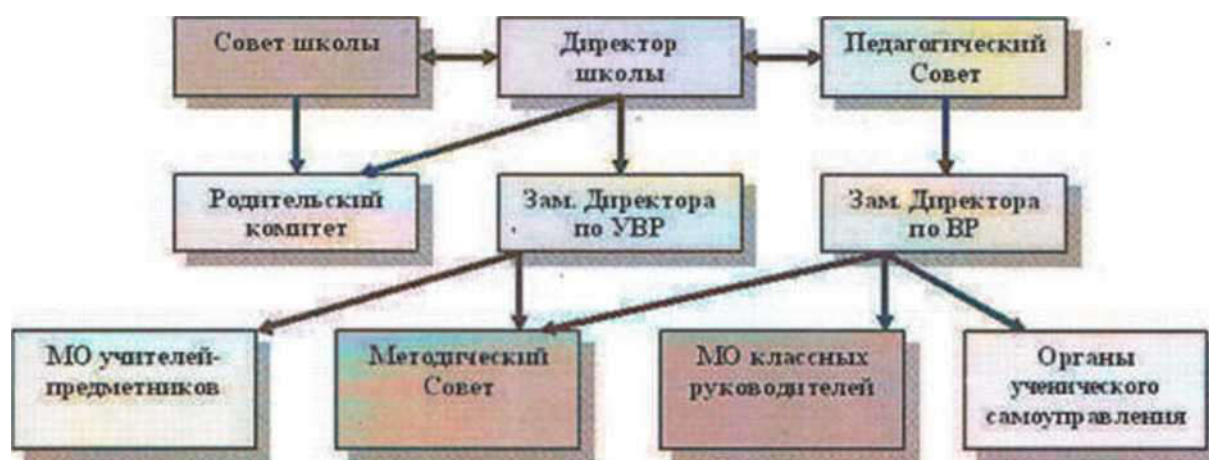 Совет школы
Директор
школы
Педагогический
Совет
Родительский
комитет
Зам. Директора
по УВР
Зам. Директора
по ВР
МО учителей-
предметников
Методический
Совет
МО классных
руководителей
Органы
ученического
самоуправления